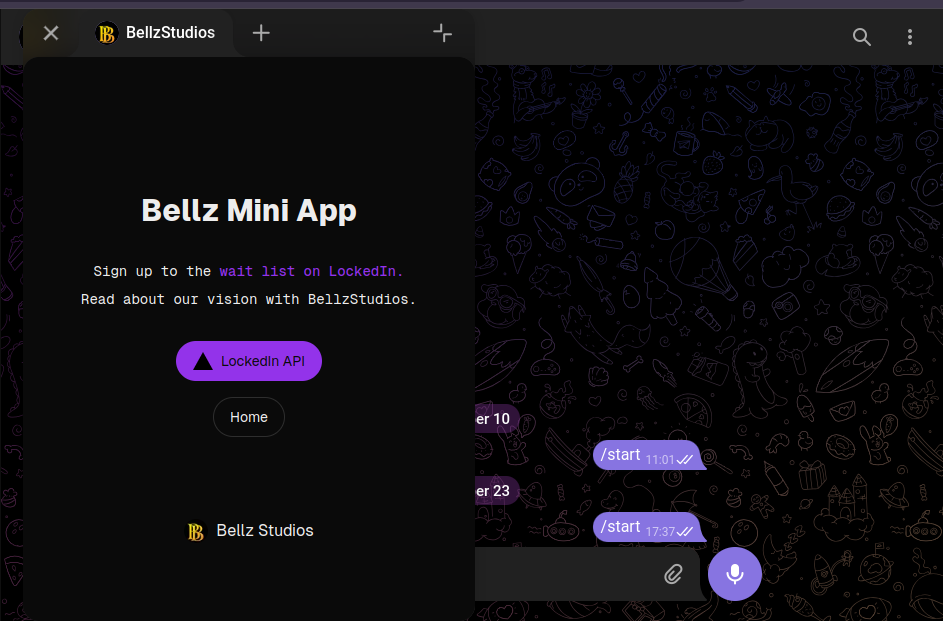 BellzStudios
Bellz Mini App
Sign up to the wait list on LockedIn.
Read about our vision with BellzStudios.
LockedIn API
Home
Bellz Studios
er 10
/start 11:01
er 23
/start 17:37